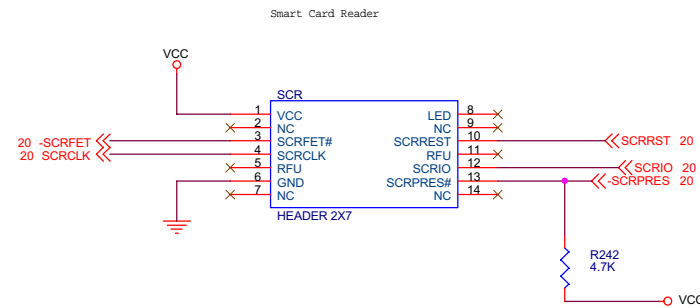 Smart Card Reader
VCC
SCR
1 VCC LED 8
2 NC NC 9
20 -SCRFET 3 SCRFET# SCRREST 10 SCRRST 20
20 SCRCLK 4 SCRCLK RFU 11
5 RFU SCRIO 12 SCRIO 20
6 GND SCRPRES# 13 -SCRPRES 20
7 NC NC 14
HEADER 2X7
R242
4.7K
VCC